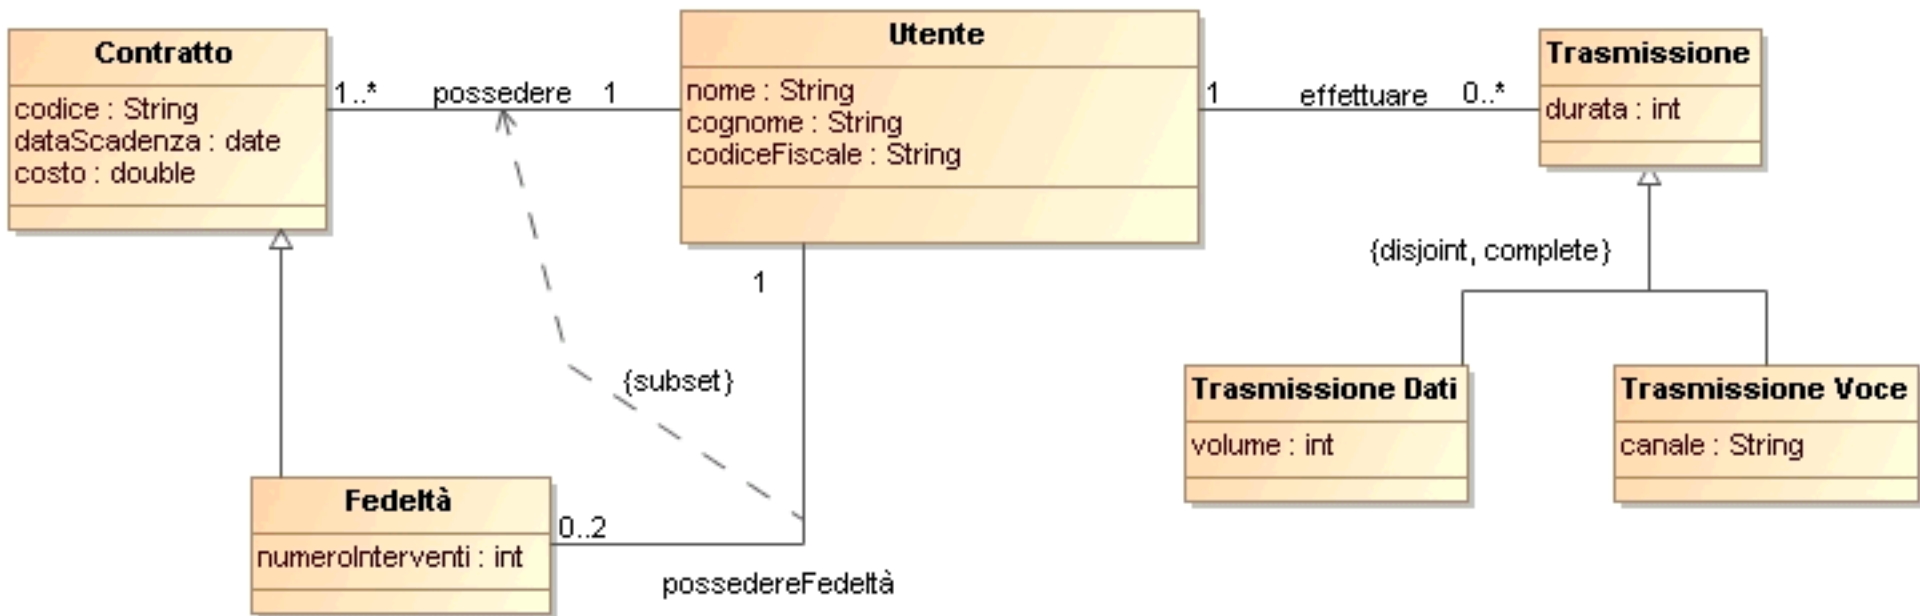 Contratto
codice : String
dataScadenza : date
costo : double
1..*
possedere
1
Utente
nome : String
cognome : String
codiceFiscale : String
1
effettuare
0..*
Trasmissione
durata : int
{disjoint, complete}
1
{subset}
Trasmissione Dati
volume : int
Trasmissione Voce
canale : String
Fedeltà
numeroInterventi : int
0..2
possedereFedeltà